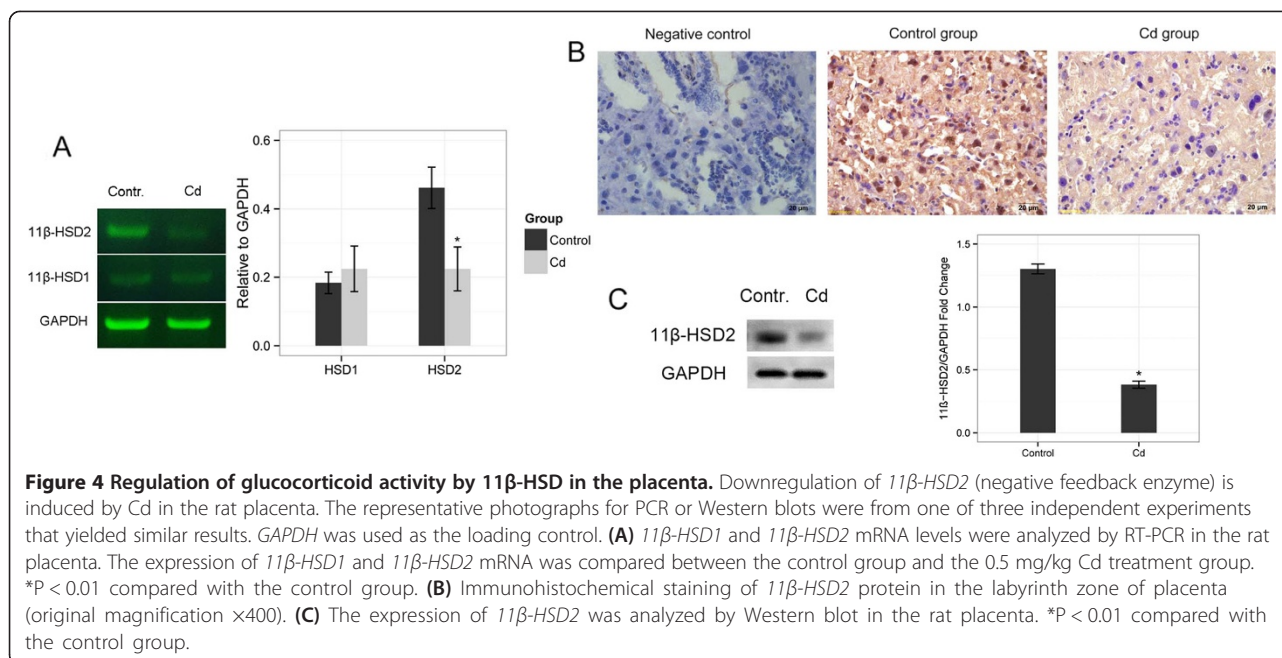 A
Contr. Cd
11β-HSD2
11β-HSD1
GAPDH
Relative to GAPDH
0.6
0.4
0.2
0.0
HSD1 HSD2
*
Group
Control
Cd
B
Negative control Control group Cd group
20 µm 20 µm 20 µm
C
Contr. Cd
11β-HSD2
GAPDH
11ß−HSD2/GAPDH Fold Change
1.5
1.0
0.5
0.0
*
Control Cd
Figure 4 Regulation of glucocorticoid activity by 11β-HSD in the placenta. Downregulation of 11β-HSD2 (negative feedback enzyme) is
induced by Cd in the rat placenta. The representative photographs for PCR or Western blots were from one of three independent experiments
that yielded similar results. GAPDH was used as the loading control. (A) 11β-HSD1 and 11β-HSD2 mRNA levels were analyzed by RT-PCR in the rat
placenta. The expression of 11β-HSD1 and 11β-HSD2 mRNA was compared between the control group and the 0.5 mg/kg Cd treatment group.
*P < 0.01 compared with the control group. (B) Immunohistochemical staining of 11β-HSD2 protein in the labyrinth zone of placenta
(original magnification ×400). (C) The expression of 11β-HSD2 was analyzed by Western blot in the rat placenta. *P < 0.01 compared with
the control group.